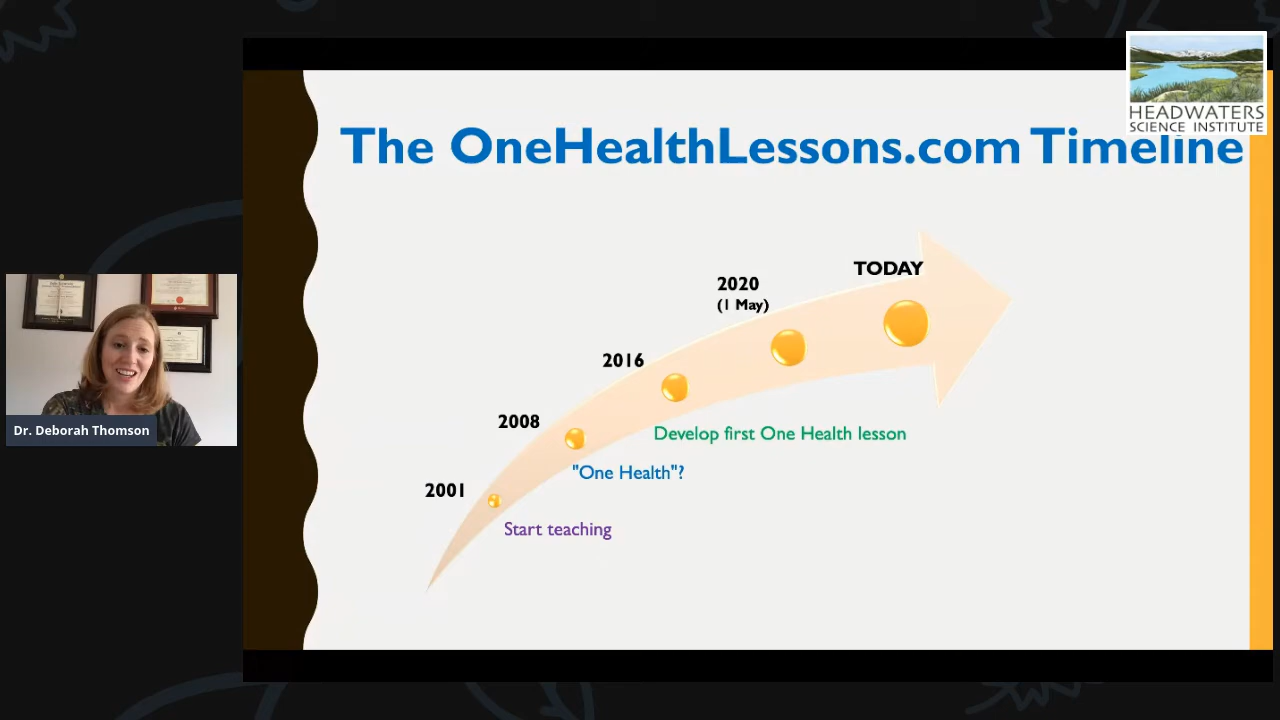 HEADWATERS
SCIENCE INSTITUTE
The OneHealthLessons.com Timeline
TODAY
2020
(1 May)
2016
Develop first One Health lesson
2008
"One Health"?
2001
Start teaching
Dr. Deborah Thomson